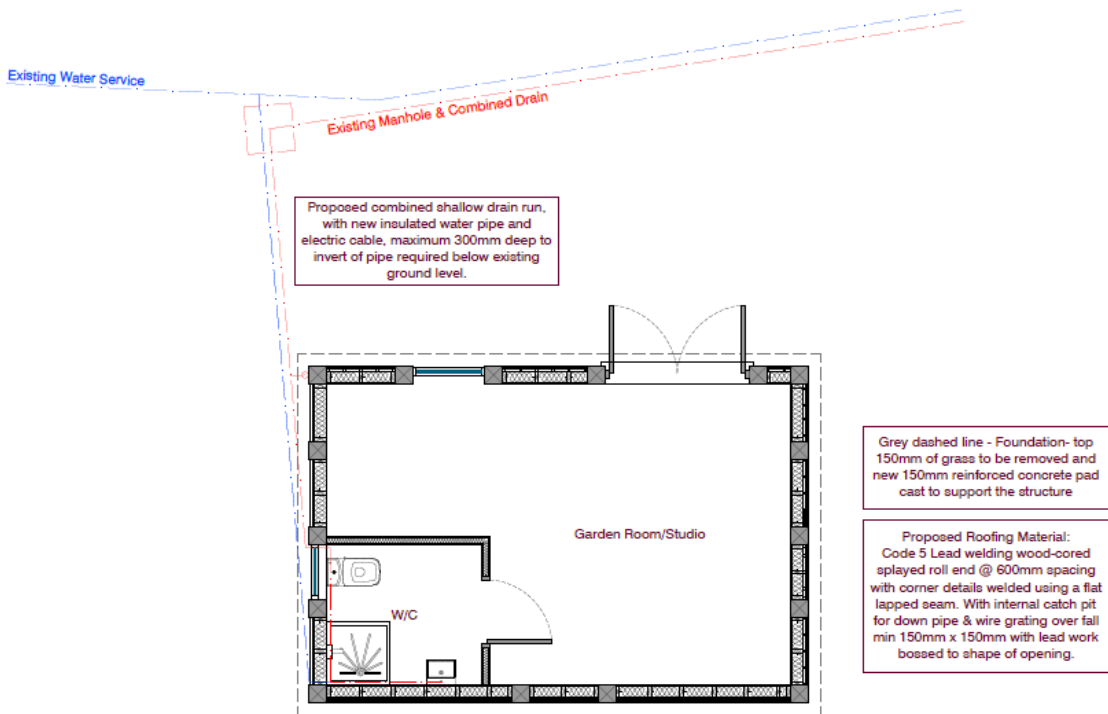 Existing Water Service
Existing Manhole & Combined Drain
Proposed combined shallow drain run,
with new insulated water pipe and
electric cable, maximum 300mm deep to
invert of pipe required below existing
ground level.
Grey dashed line - Foundation- top
150mm of grass to be removed and
new 150mm reinforced concrete pad
cast to support the structure
Garden Room/Studio
Proposed Roofing Material:
Code 5 Lead welding wood-cored
splayed roll end @ 600mm spacing
with corner details welded using a flat
lapped seam. With internal catch pit
for down pipe & wire grating over fall
min 150mm x 150mm with lead work
bossed to shape of opening.
W/C